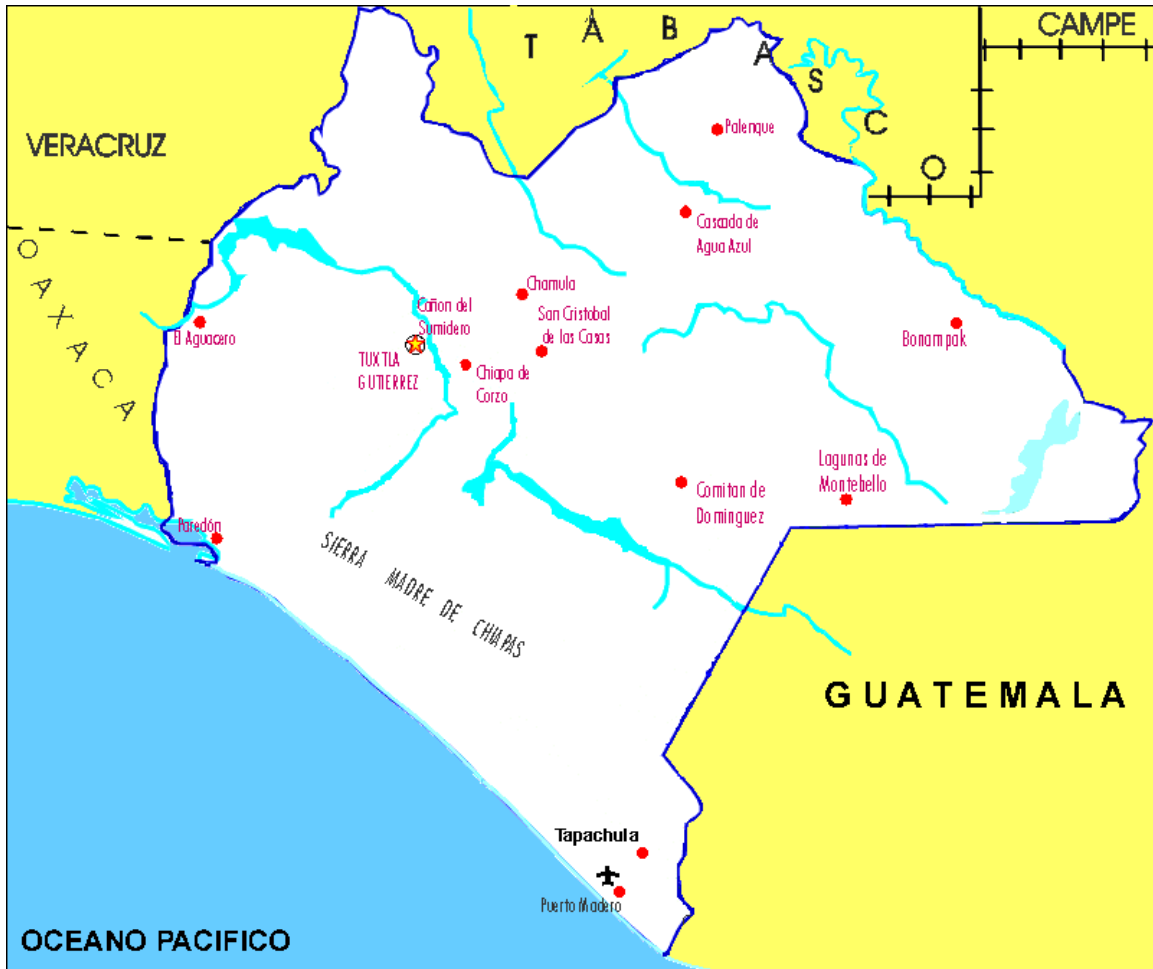 CAMPE
T A B A S C O
VERACRUZ
OAXACA
Palenque
Cascada de
Agua Azul
Chamula
San Cristobal
de las Casas
Cañon del
Sumidero
El Aguacero
TUXTLA
GUTIERREZ
Chiapa de
Corzo
Bonampak
Lagunas de
Montebello
Comitan de
Dominguez
Paredón
SIERRA MADRE DE CHIAPAS
GUATEMALA
Tapachula
Puerto Madero
OCEANO PACIFICO